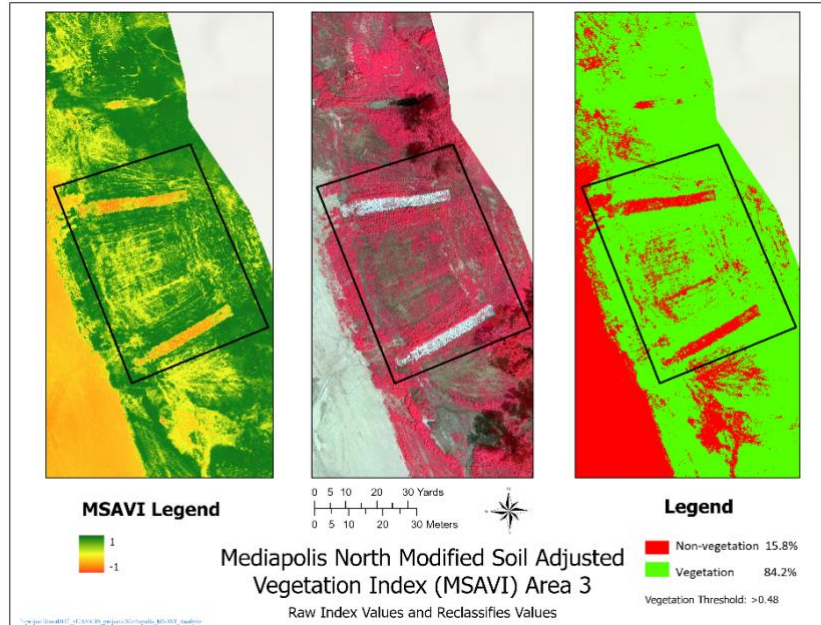 MSAVI Legend
1
-1
0 5 10 20 30 Yards
0 5 10 20 30 Meters
Legend
Non-vegetation 15.8%
Vegetation 84.2%
Vegetation Threshold: >0.48
Mediapolis North Modified Soil Adjusted
Vegetation Index (MSAVI) Area 3
Raw Index Values and Reclassifies Values